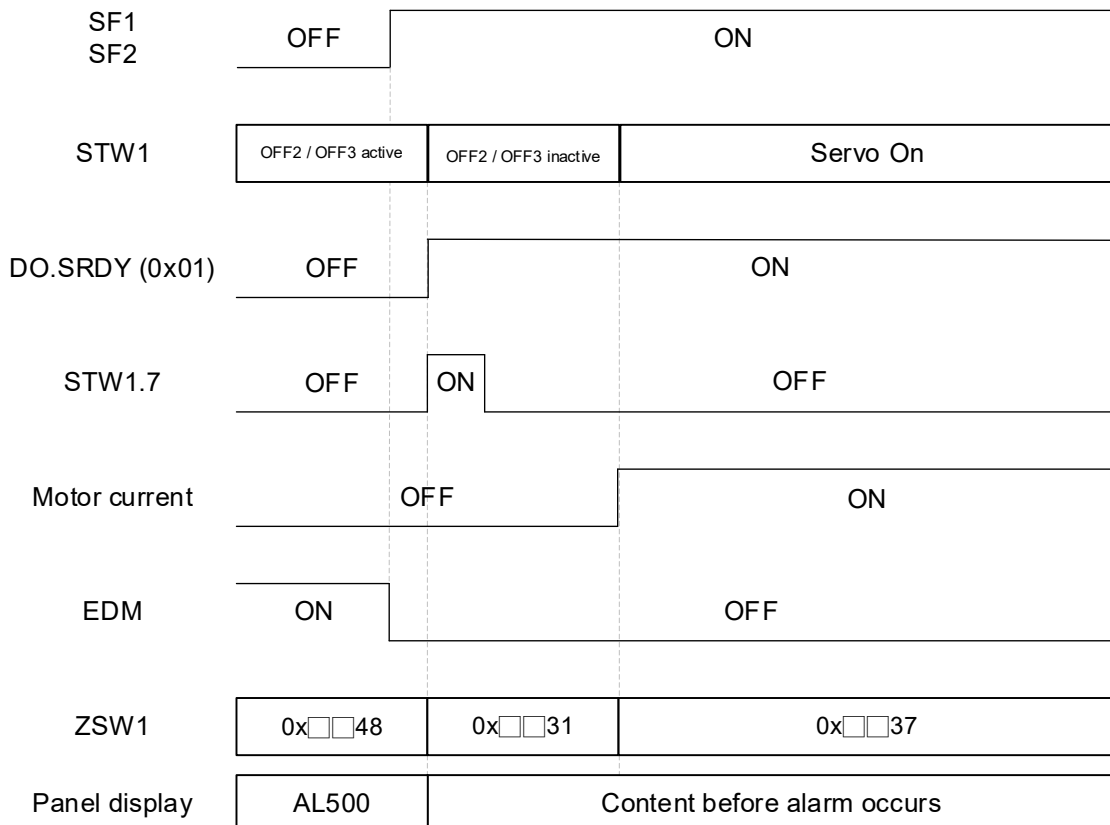 SF1
SF2
OFF
ON
STW1
OFF2 / OFF3 active
OFF2 / OFF3 inactive
Servo On
DO.SRDY (0x01)
OFF
ON
STW1.7
OFF
ON
OFF
Motor current
OFF
ON
EDM
ON
OFF
ZSW1
0x□□48
0x□□31
0x□□37
Panel display
AL500
Content before alarm occurs